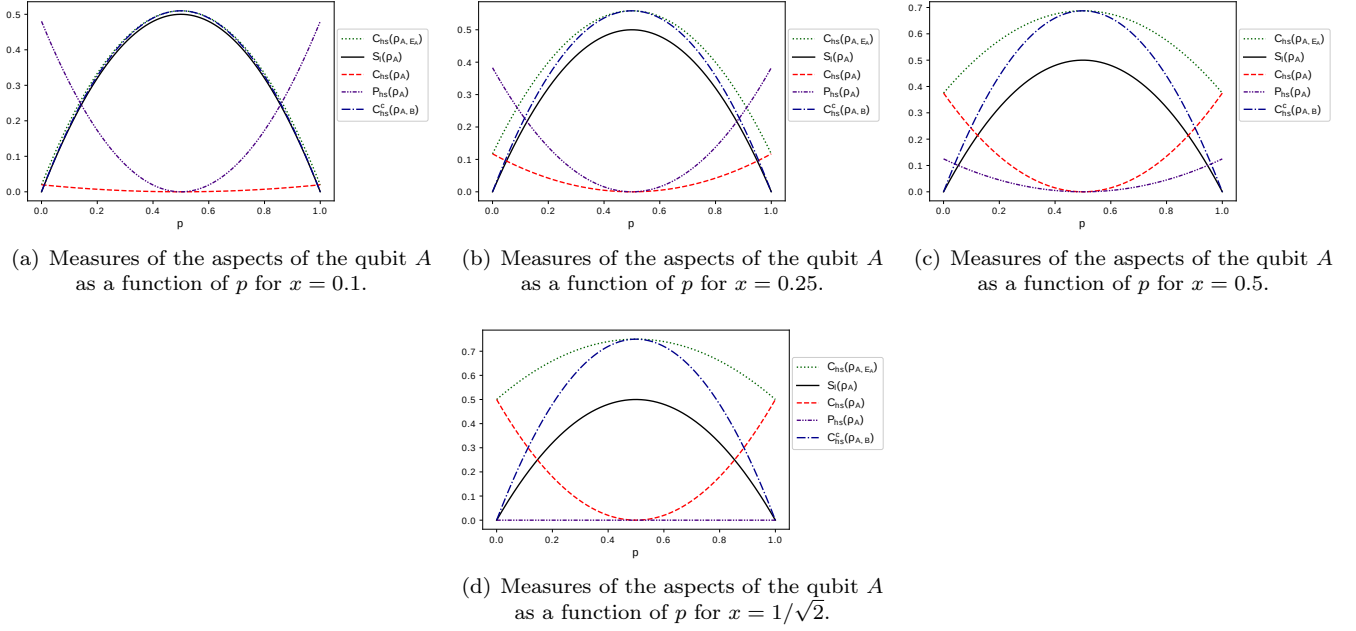 0.5
0.4
0.3
0.2
0.1
0.0
0.0 0.2 0.4 0.6 0.8 1.0
p
C_hs(ρ_A, E_A)
S_l(ρ_A)
C_hs(ρ_A)
P_hs(ρ_A)
C^c_hs(ρ_A, B)
(a) Measures of the aspects of the qubit A
as a function of p for x = 0.1.
0.5
0.4
0.3
0.2
0.1
0.0
0.0 0.2 0.4 0.6 0.8 1.0
p
C_hs(ρ_A, E_A)
S_l(ρ_A)
C_hs(ρ_A)
P_hs(ρ_A)
C^c_hs(ρ_A, B)
(b) Measures of the aspects of the qubit A
as a function of p for x = 0.25.
0.7
0.6
0.5
0.4
0.3
0.2
0.1
0.0
0.0 0.2 0.4 0.6 0.8 1.0
p
C_hs(ρ_A, E_A)
S_l(ρ_A)
C_hs(ρ_A)
P_hs(ρ_A)
C^c_hs(ρ_A, B)
(c) Measures of the aspects of the qubit A
as a function of p for x = 0.5.
0.7
0.6
0.5
0.4
0.3
0.2
0.1
0.0
0.0 0.2 0.4 0.6 0.8 1.0
p
C_hs(ρ_A, E_A)
S_l(ρ_A)
C_hs(ρ_A)
P_hs(ρ_A)
C^c_hs(ρ_A, B)
(d) Measures of the aspects of the qubit A
as a function of p for x = 1/√2.